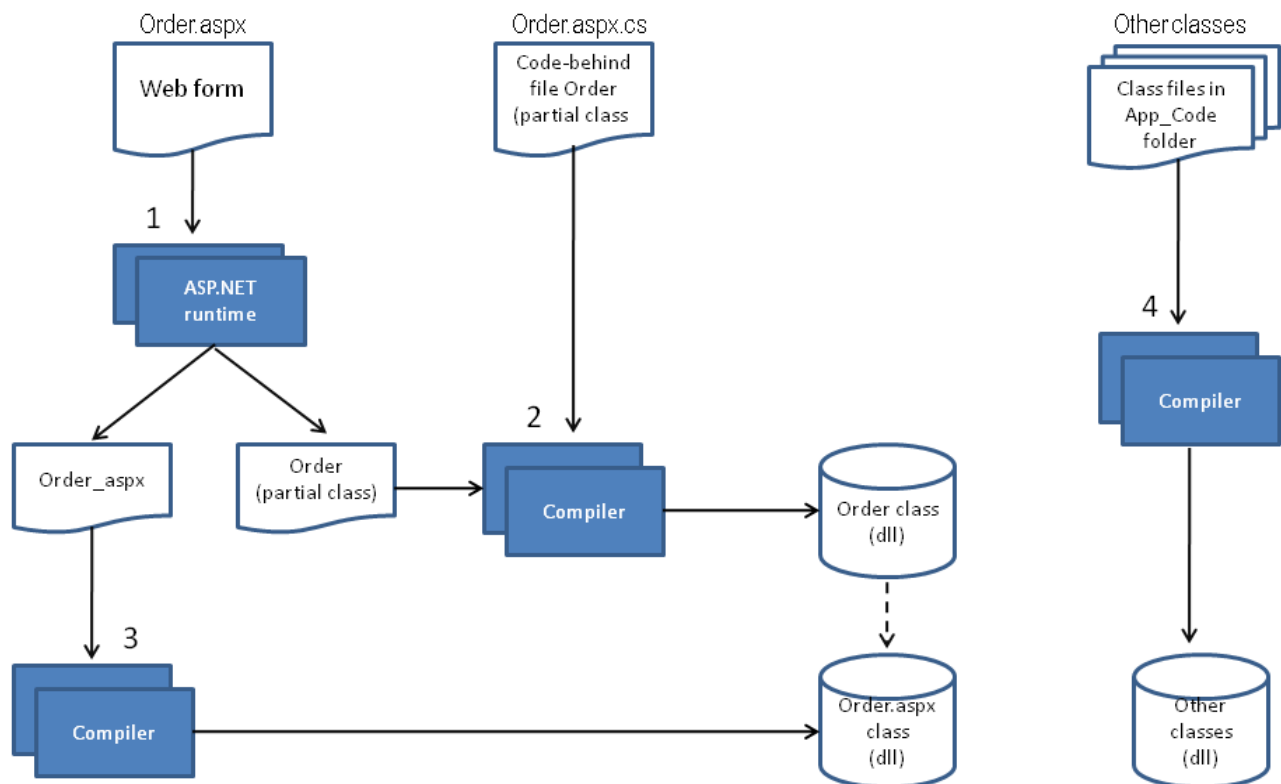 Order.aspx
Web form
Order.aspx.cs
Code-behind
file Order
(partial class
Other classes
Class files in
App_Code
folder
1
ASP.NET
runtime
4
Compiler
Order_aspx
Order
(partial class)
2
Compiler
Order class
(dll)
3
Compiler
Order.aspx
class
(dll)
Other
classes
(dll)